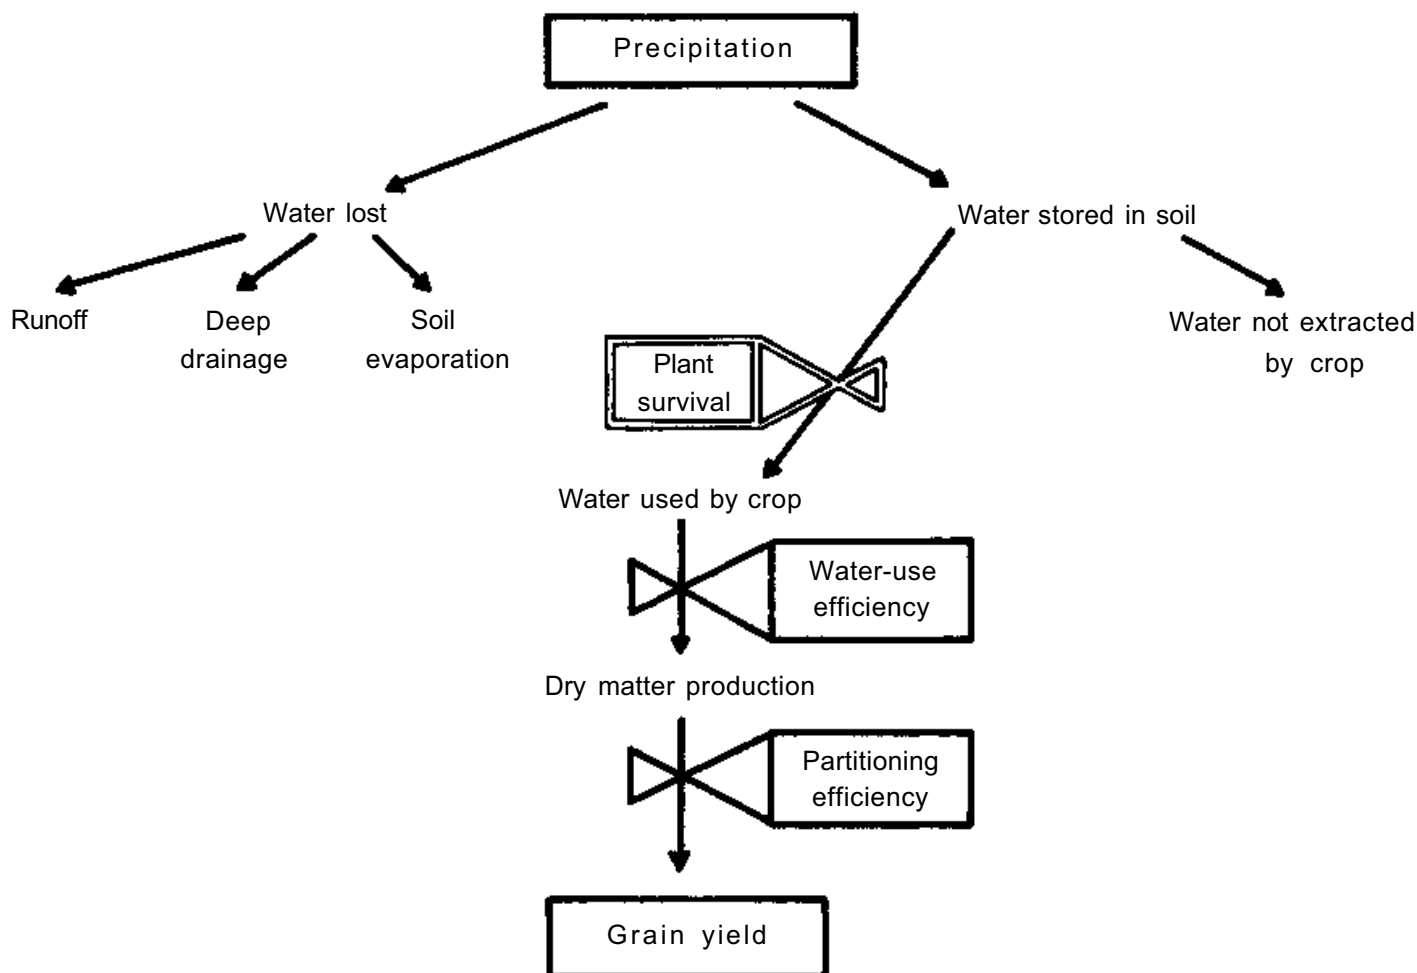 Precipitation
Water lost
Water stored in soil
Runoff
Deep
drainage
Soil
evaporation
Water not extracted
by crop
Plant
survival
Water used by crop
Water-use
efficiency
Dry matter production
Partitioning
efficiency
Grain yield